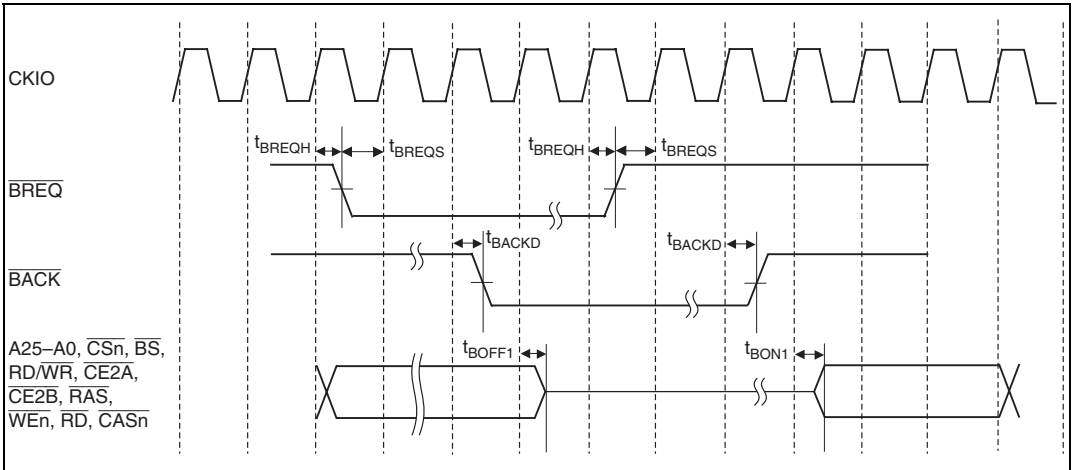 CKIO
tBREQH tBREQS tBREQH tBREQS
BREQ
tBACKD tBACKD
BACK
tBOFF1 tBON1
A25–A0, CSn, BS,
RD/WR, CE2A,
CE2B, RAS,
WEn, RD, CASn